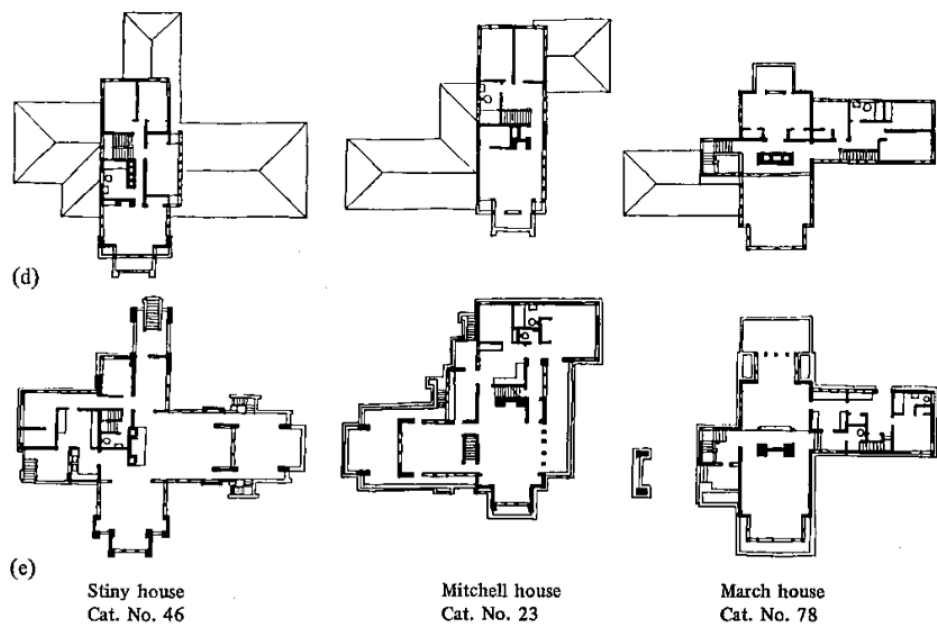 (d)
(e)
Stiny house
Cat. No. 46
Mitchell house
Cat. No. 23
March house
Cat. No. 78